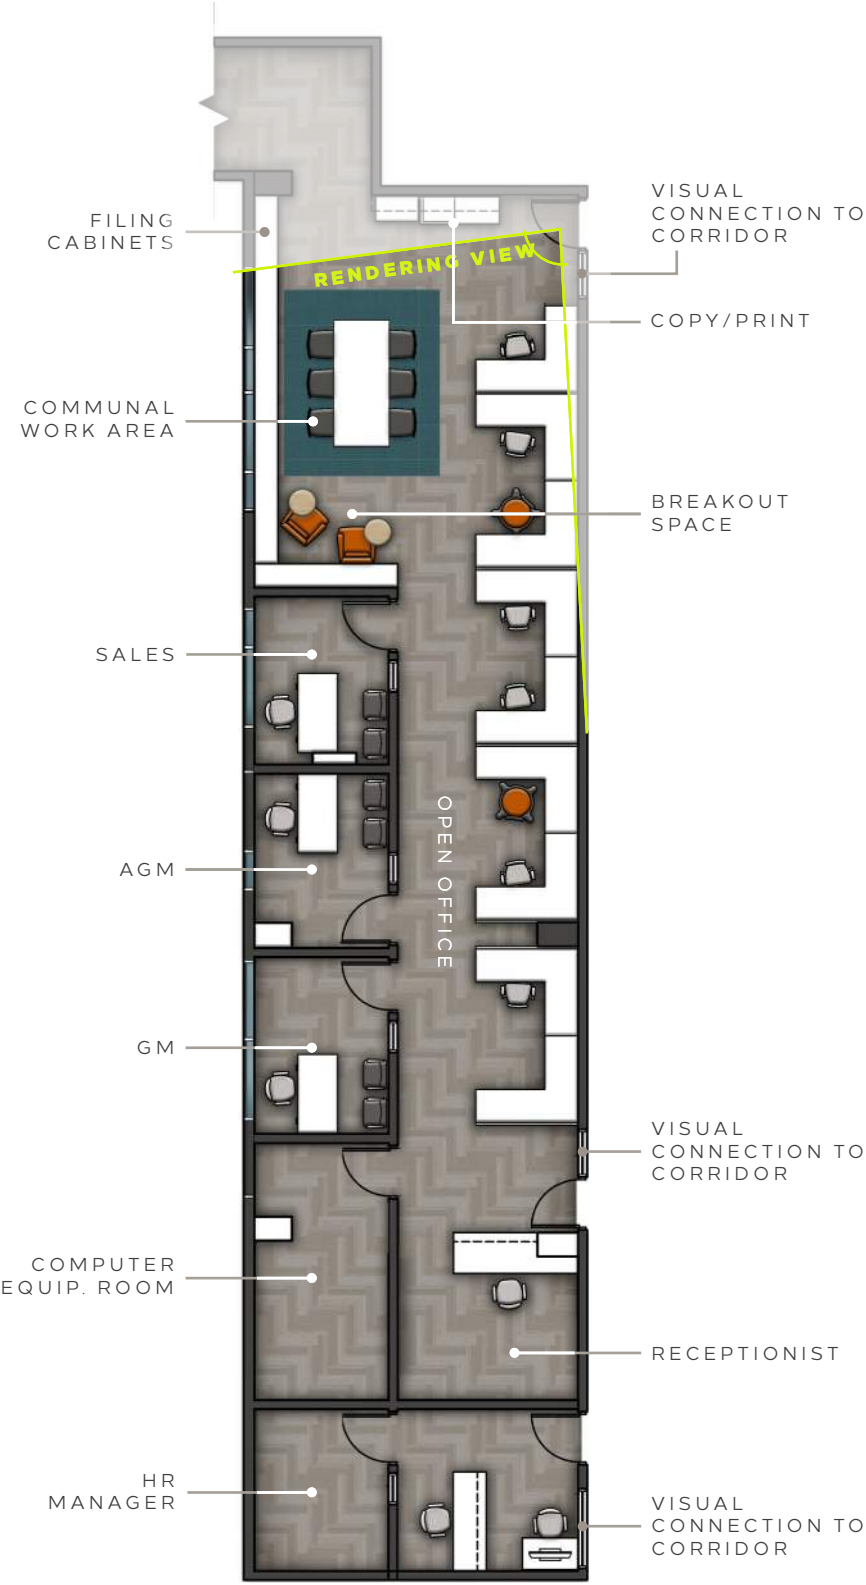 VISUAL
CONNECTION TO
CORRIDOR
FILING
CABINETS
RENDERING VIEW
COPY/PRINT
COMMUNAL
WORK AREA
BREAKOUT
SPACE
SALES
OPEN OFFICE
AGM
GM
VISUAL
CONNECTION TO
CORRIDOR
COMPUTER
EQUIP. ROOM
RECEPTIONIST
HR
MANAGER
VISUAL
CONNECTION TO
CORRIDOR